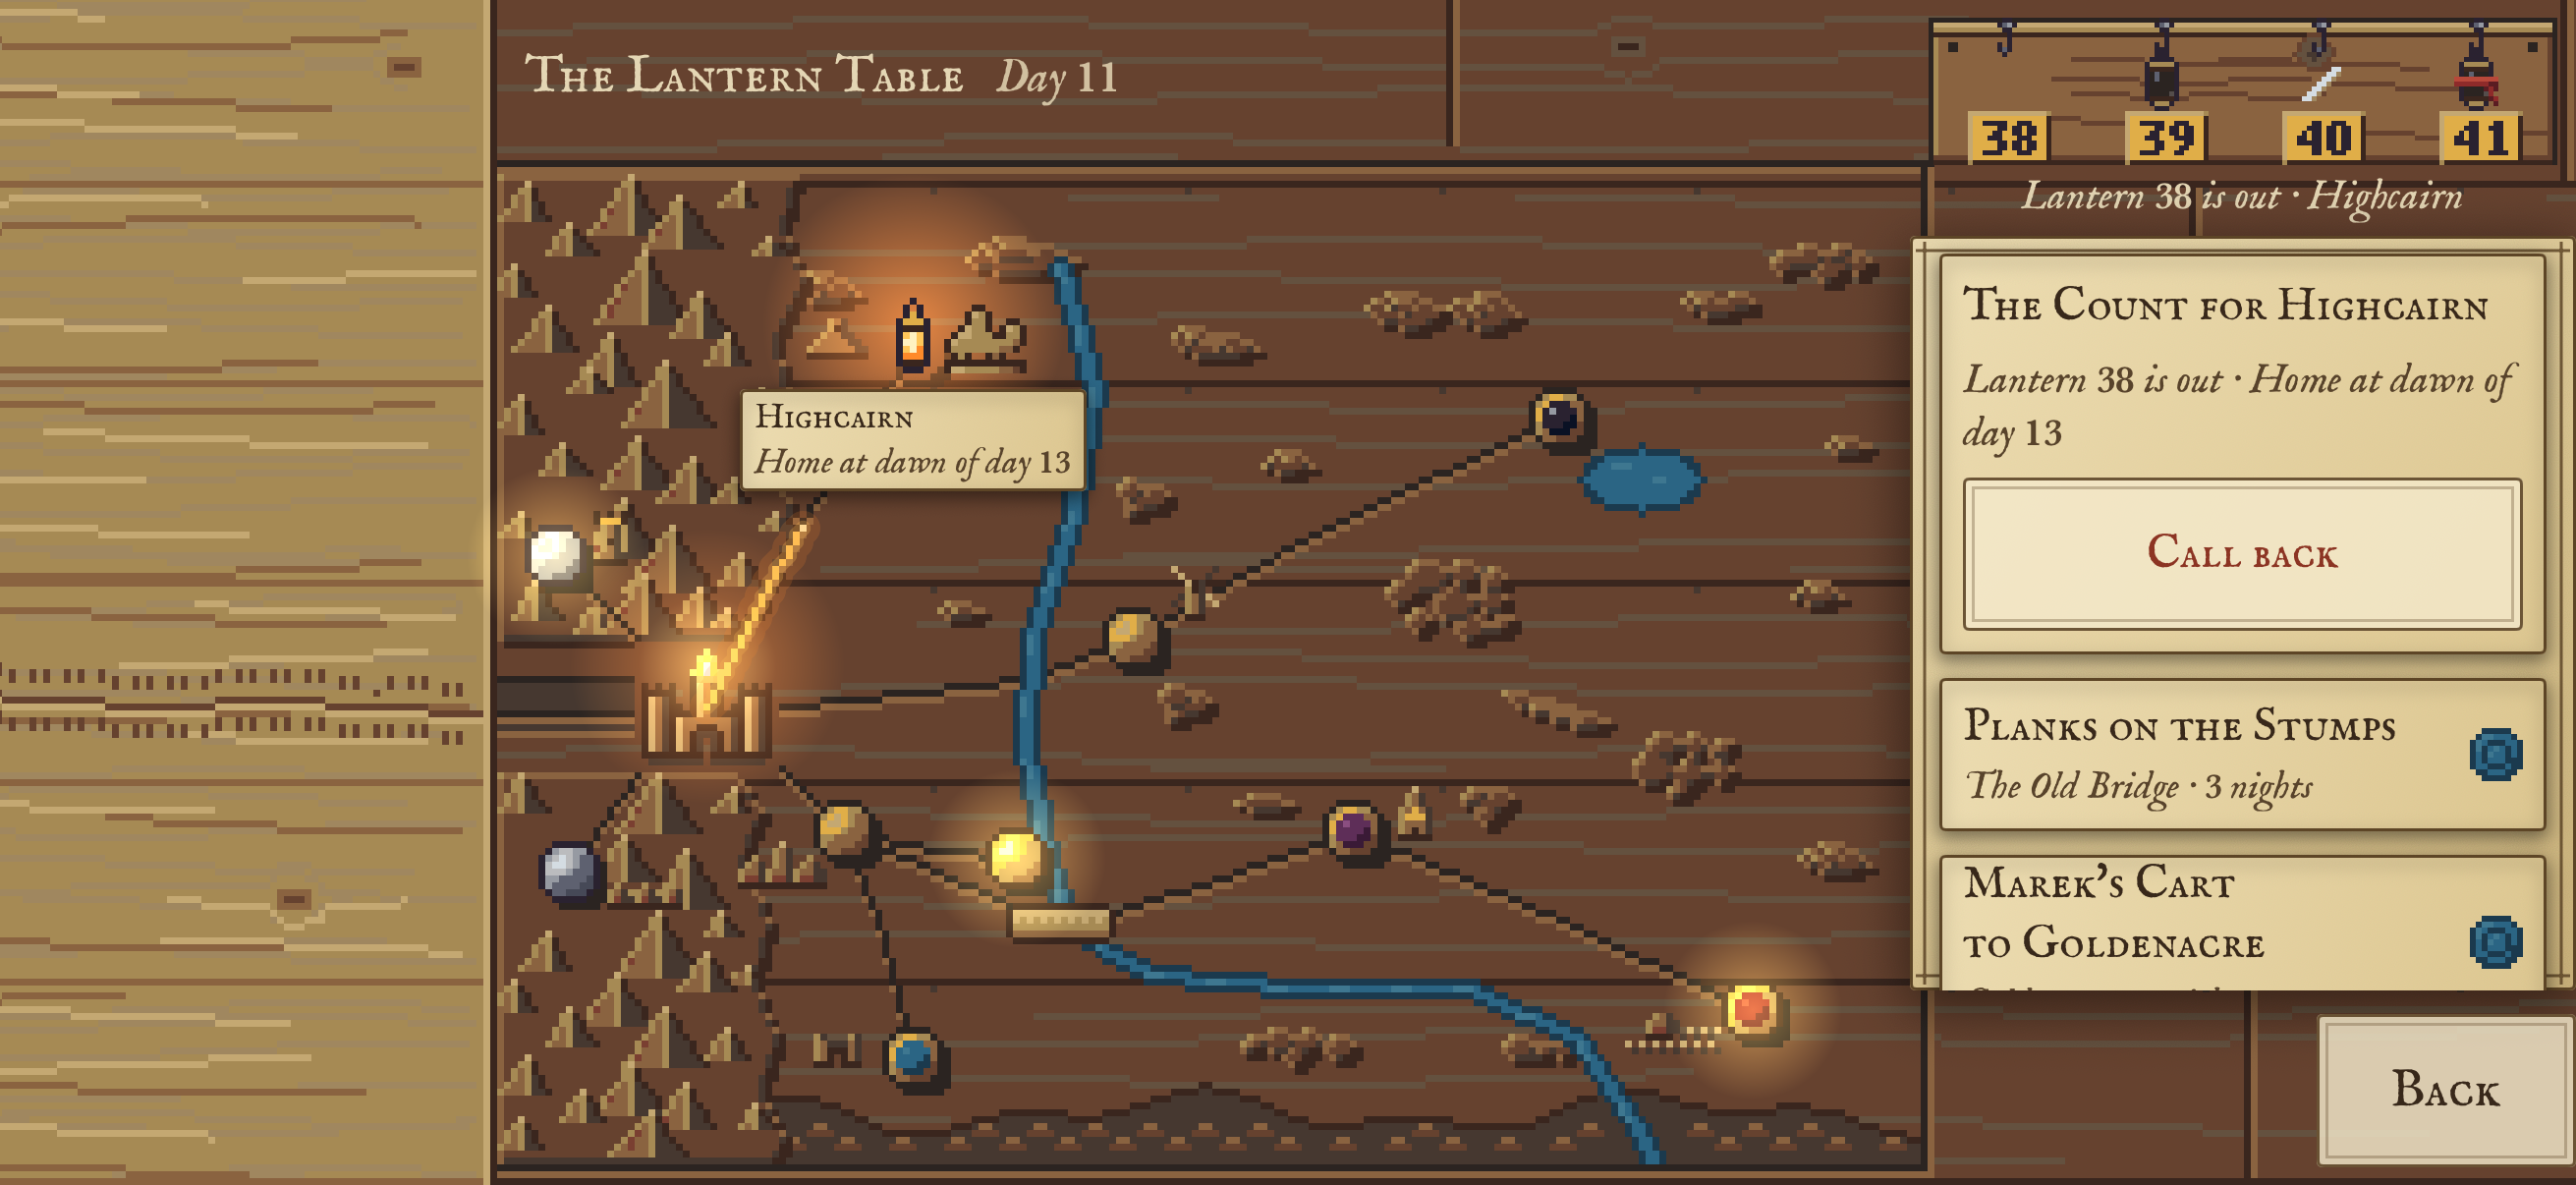 The Lantern Table Day 11
38 39 40 41
Lantern 38 is out · Highcairn
The Count for Highcairn
Lantern 38 is out · Home at dawn of
day 13
Call back
Highcairn
Home at dawn of day 13
Planks on the Stumps
The Old Bridge · 3 nights
Marek's Cart
to Goldenacre
Back